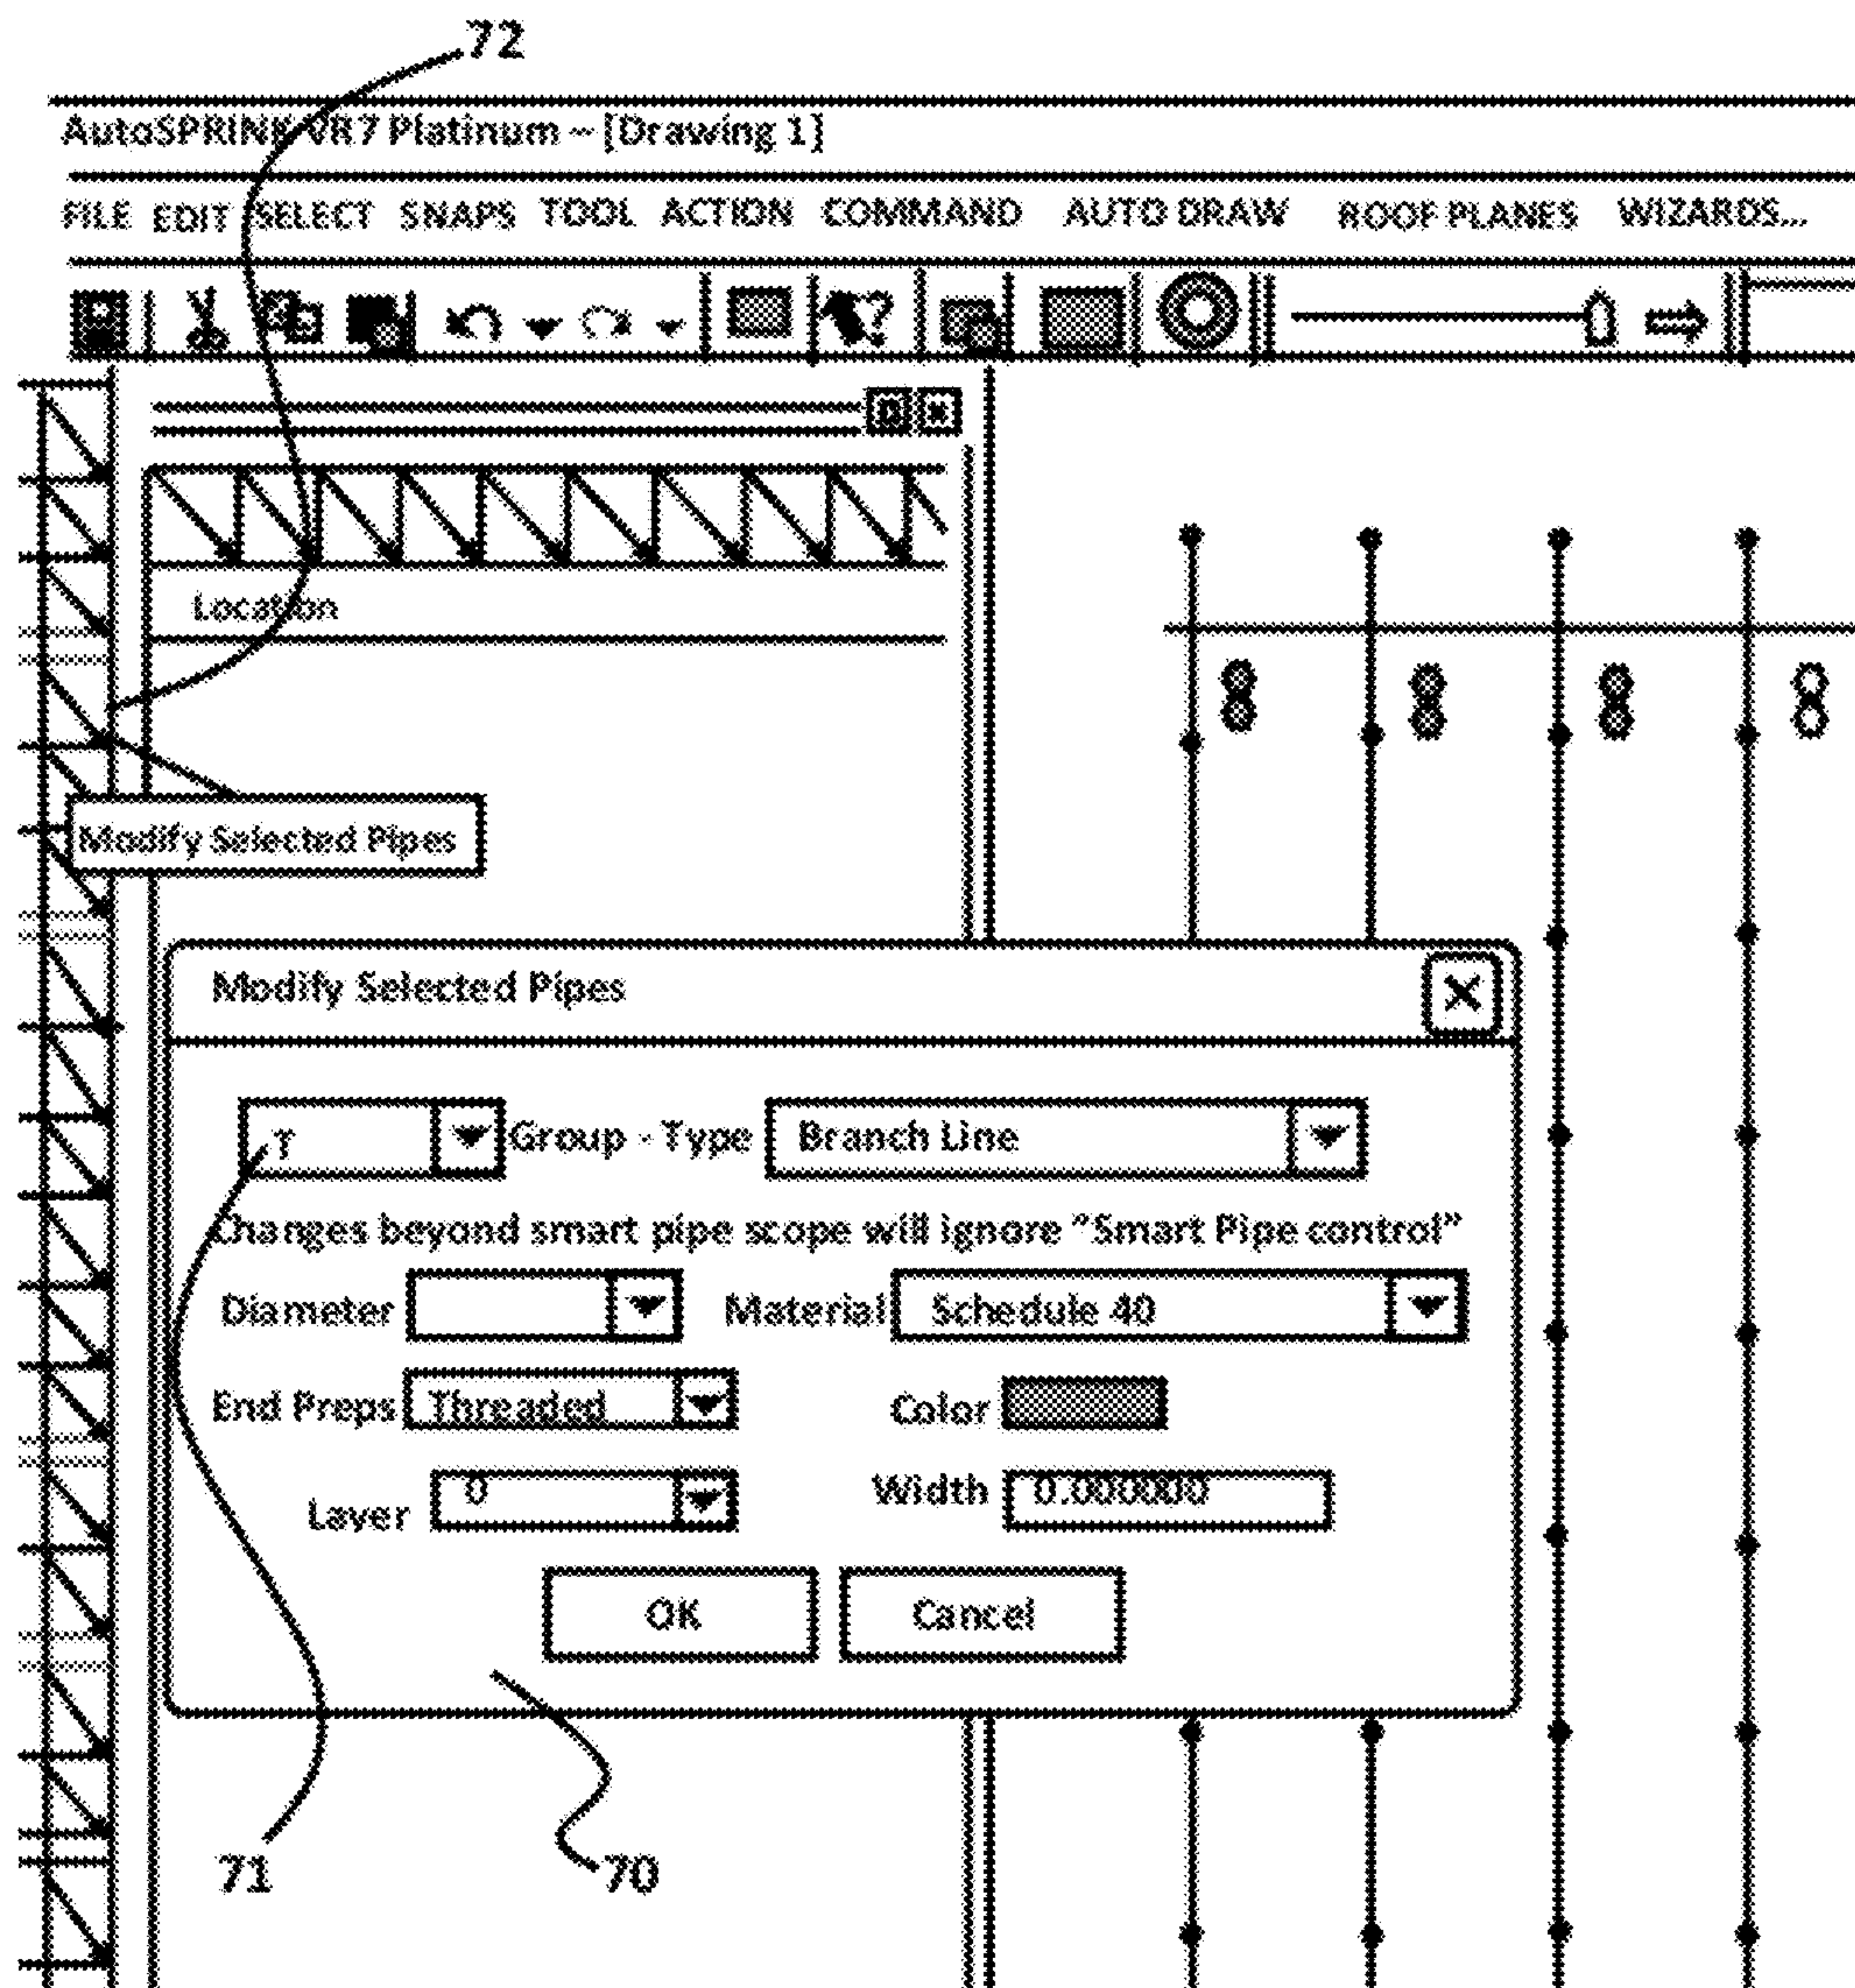 72
AutoSPRINK VR7 Platinum ~ [Drawing 1]
FILE EDIT SELECT SNAPS TOOL ACTION COMMAND AUTO DRAW ROOF PLANES WIZARDS...
Location
Modify Selected Pipes
Modify Selected Pipes
T Group - Type Branch Line
Changes beyond smart pipe scope will ignore "Smart Pipe control"
Diameter Material Schedule 40
End Preps Threaded Color
Layer 0 Width 0.000000
OK Cancel
71 70